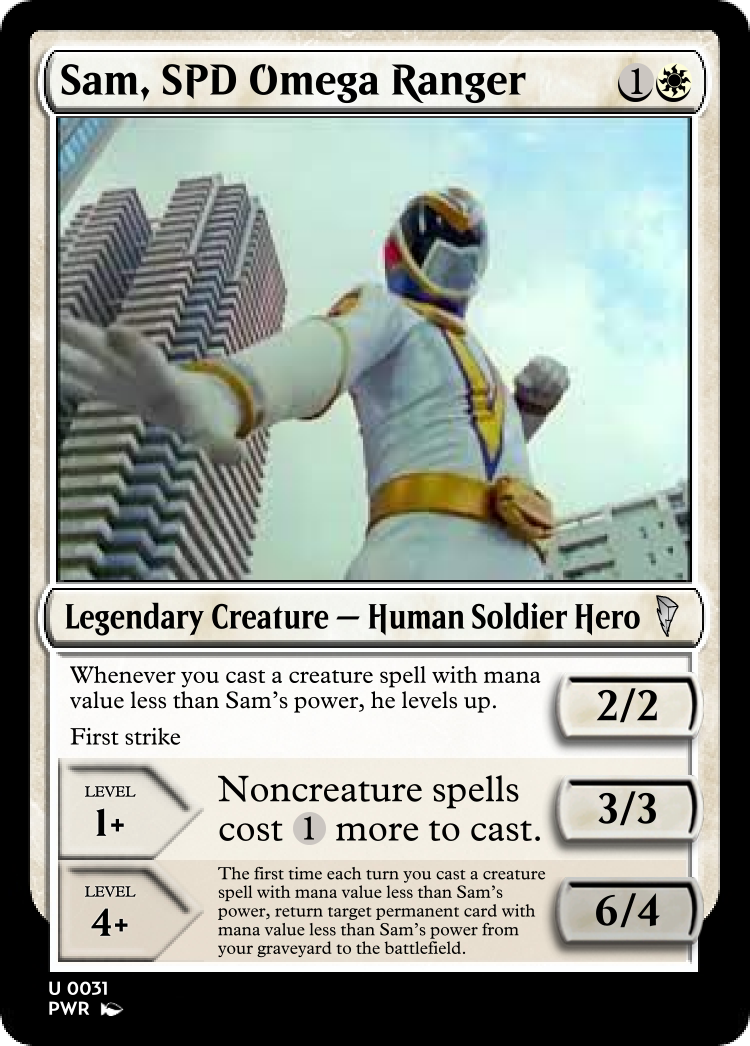 Sam, SPD Omega Ranger 1
Legendary Creature — Human Soldier Hero
Whenever you cast a creature spell with mana
value less than Sam's power, he levels up.
First strike
2/2
LEVEL
1+
Noncreature spells
cost 1 more to cast.
3/3
LEVEL
4+
The first time each turn you cast a creature
spell with mana value less than Sam's
power, return target permanent card with
mana value less than Sam's power from
your graveyard to the battlefield.
6/4
U 0031
PWR